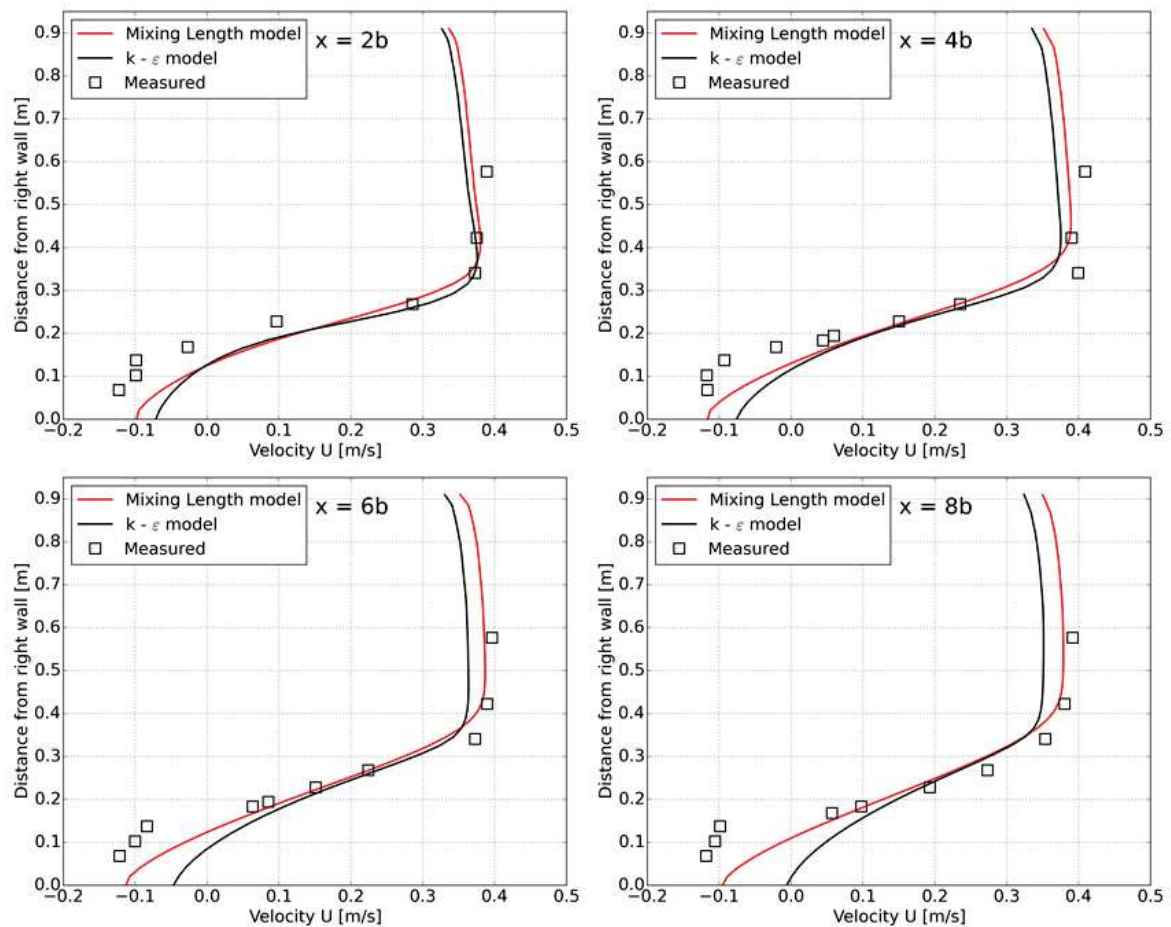 Mixing Length model
k - ε model
Measured
x = 2b
Distance from right wall [m]
0.9
0.8
0.7
0.6
0.5
0.4
0.3
0.2
0.1
0.0
−0.2 −0.1 0.0 0.1 0.2 0.3 0.4 0.5
Velocity U [m/s]
Mixing Length model
k - ε model
Measured
x = 4b
Distance from right wall [m]
0.9
0.8
0.7
0.6
0.5
0.4
0.3
0.2
0.1
0.0
−0.2 −0.1 0.0 0.1 0.2 0.3 0.4 0.5
Velocity U [m/s]
Mixing Length model
k - ε model
Measured
x = 6b
Distance from right wall [m]
0.9
0.8
0.7
0.6
0.5
0.4
0.3
0.2
0.1
0.0
−0.2 −0.1 0.0 0.1 0.2 0.3 0.4 0.5
Velocity U [m/s]
Mixing Length model
k - ε model
Measured
x = 8b
Distance from right wall [m]
0.9
0.8
0.7
0.6
0.5
0.4
0.3
0.2
0.1
0.0
−0.2 −0.1 0.0 0.1 0.2 0.3 0.4 0.5
Velocity U [m/s]